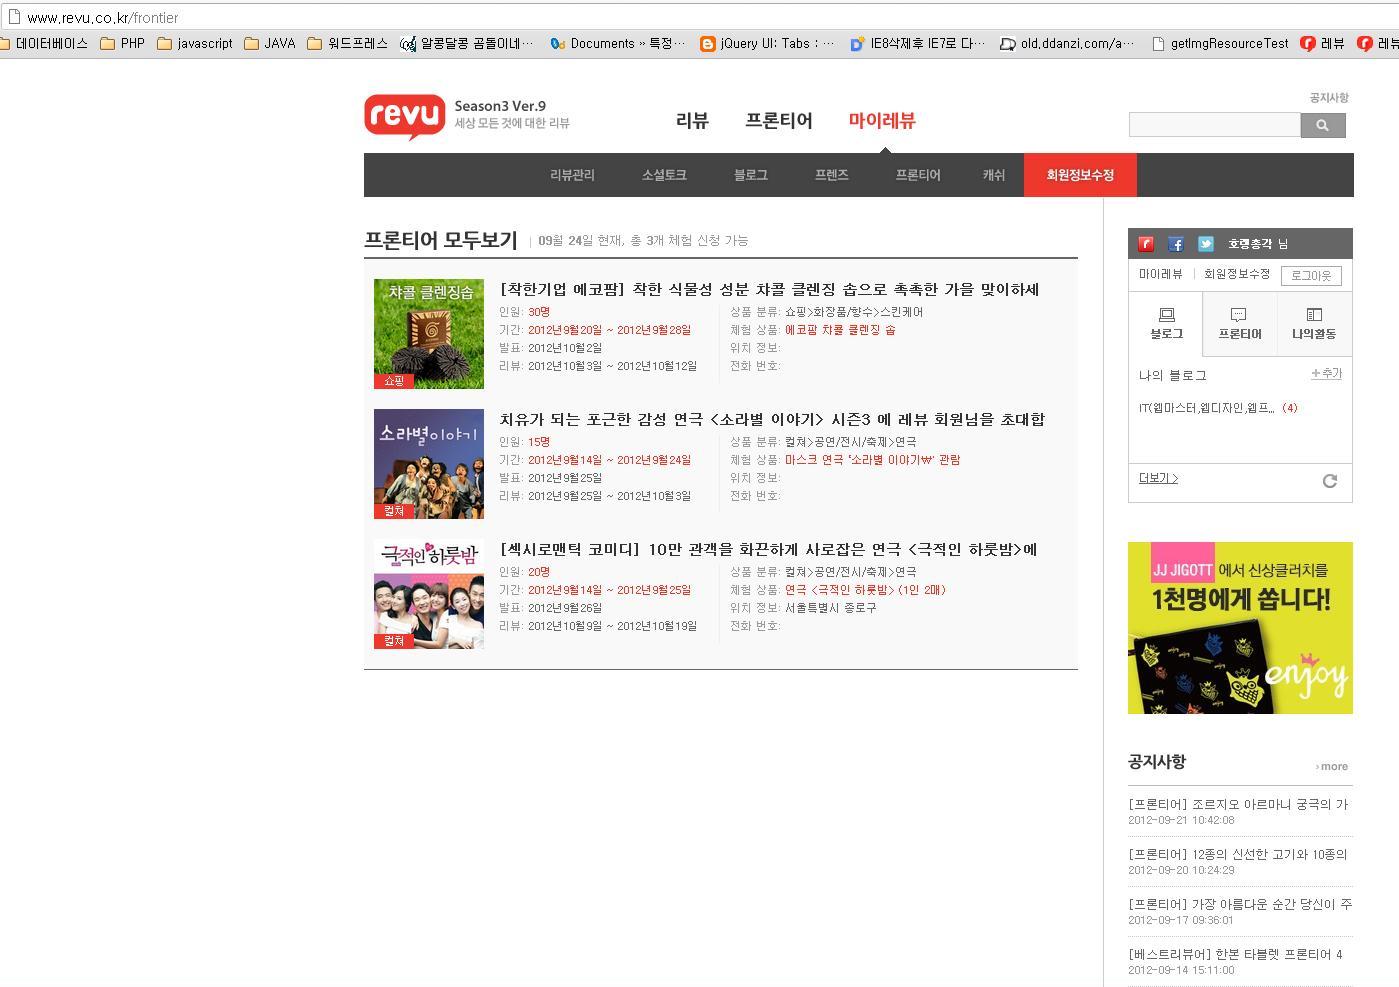 www.revu.co.kr/frontier
데이터베이스 PHP javascript JAVA 워드프레스 알콩달콩 곰돌이네… Documents » 특정… jQuery UI: Tabs : … IE8삭제후 IE7로 다… old.ddanzi.com/a… getImgResourceTest 레뷰 레뷰
공지사항
revu Season3 Ver.9
세상 모든 것에 대한 리뷰
리뷰 프론티어 마이레뷰
리뷰관리 소셜토크 블로그 프렌즈 프론티어 캐쉬 회원정보수정
프론티어 모두보기 09월 24일 현재, 총 3개 체험 신청 가능
챠콜 클렌징솝
쇼핑
[착한기업 에코팜] 착한 식물성 성분 챠콜 클렌징 솝으로 촉촉한 가을 맞이하세
인원: 30명 상품 분류: 쇼핑>화장품/향수>스킨케어
기간: 2012년9월20일 ~ 2012년9월28일 체험 상품: 에코팜 챠콜 클렌징 솝
발표: 2012년10월2일 위치 정보:
리뷰: 2012년10월3일 ~ 2012년10월12일 전화 번호:
소라별이야기
컬쳐
치유가 되는 포근한 감성 연극 <소라별 이야기> 시즌3 에 레뷰 회원님을 초대합
인원: 15명 상품 분류: 컬쳐>공연/전시/축제>연극
기간: 2012년9월14일 ~ 2012년9월24일 체험 상품: 마스크 연극 '소라별 이야기₩' 관람
발표: 2012년9월25일 위치 정보:
리뷰: 2012년9월25일 ~ 2012년10월3일 전화 번호:
극적인 하룻밤
컬쳐
[섹시로맨틱 코미디] 10만 관객을 화끈하게 사로잡은 연극 <극적인 하룻밤>에
인원: 20명 상품 분류: 컬쳐>공연/전시/축제>연극
기간: 2012년9월14일 ~ 2012년9월25일 체험 상품: 연극 <극적인 하룻밤> (1인 2매)
발표: 2012년9월26일 위치 정보: 서울특별시 종로구
리뷰: 2012년10월9일 ~ 2012년10월19일 전화 번호:
호령총각 님
마이레뷰 회원정보수정 로그아웃
블로그 프론티어 나의활동
나의 블로그 +추가
IT(웹마스터,웹디자인,웹프... (4)
더보기 >
JJ JIGOTT 에서 신상클러치를
1천명에게 쏩니다!
enjoy
공지사항 › more
[프론티어] 조르지오 아르마니 궁극의 가
2012-09-21 10:42:08
[프론티어] 12종의 신선한 고기와 10종의
2012-09-20 10:24:29
[프론티어] 가장 아름다운 순간 당신이 주
2012-09-17 09:36:01
[베스트리뷰어] 한본 타블렛 프론티어 4
2012-09-14 15:11:00